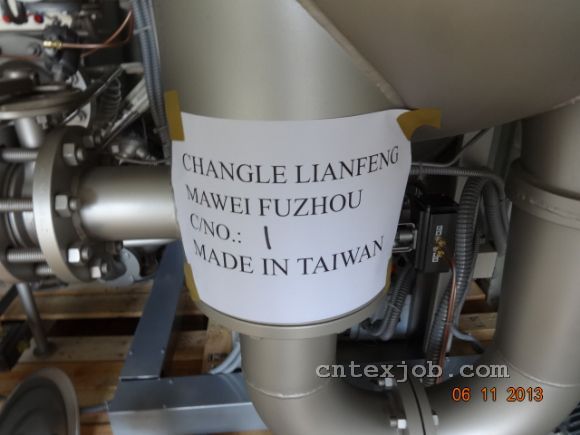 CHANGLE LIANFENG
MAWEI FUZHOU
C/NO.: 1
MADE IN TAIWAN
cntexjob.com
06 11 2013